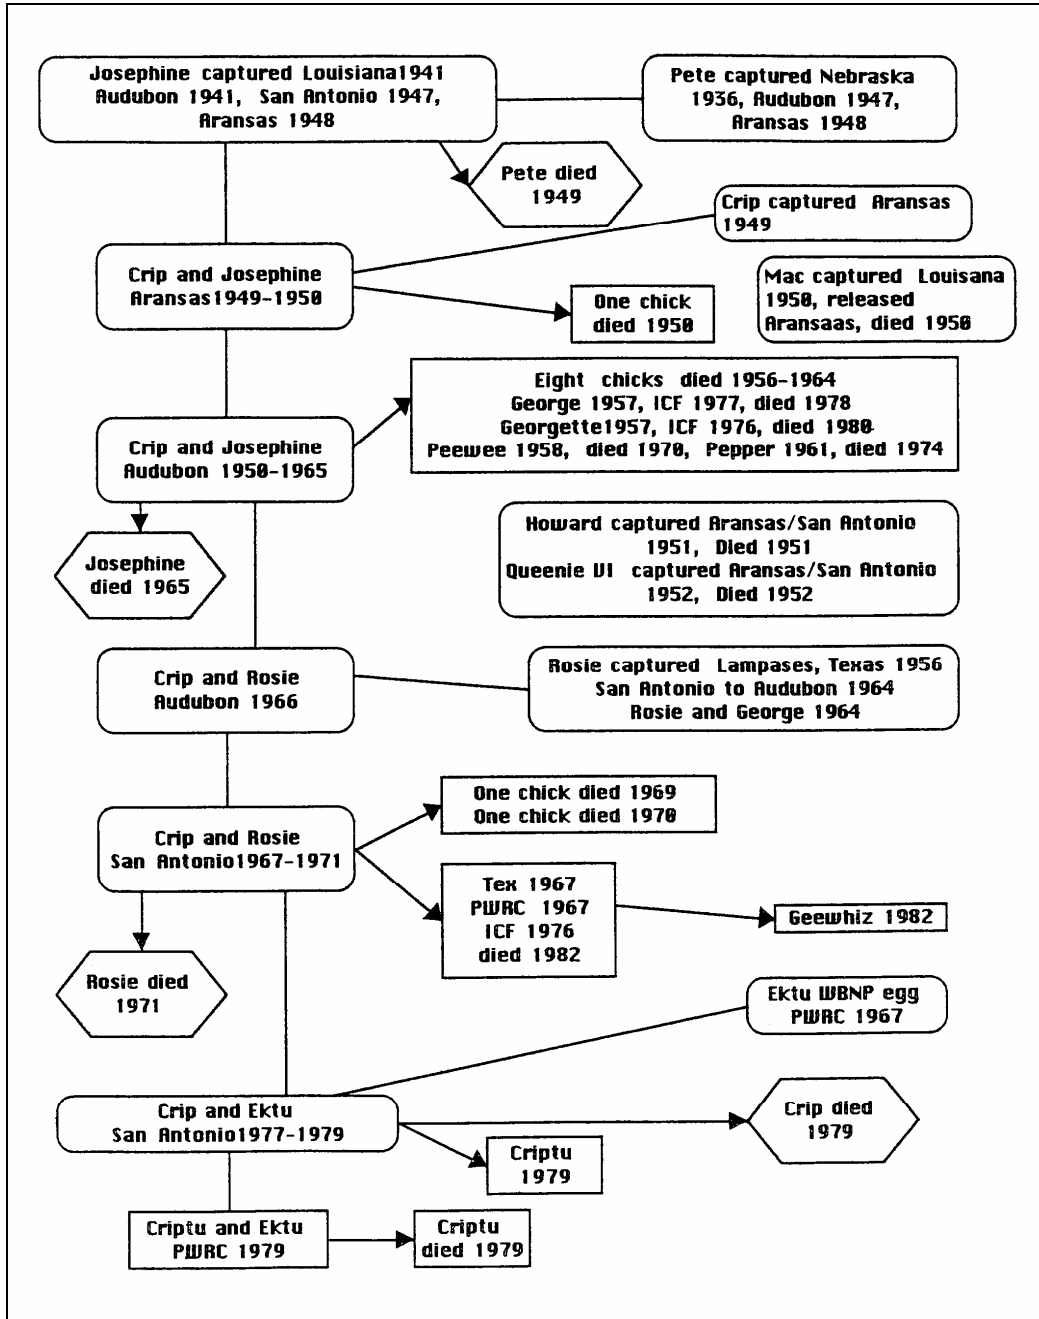 Josephine captured Louisiana1941
Audubon 1941, San Antonio 1947,
Aransas 1948
Pete captured Nebraska
1936, Audubon 1947,
Aransas 1948
Pete died
1949
Crip captured Aransas
1949
Crip and Josephine
Aransas1949-1950
Mac captured Louisana
1950, released
Aransaas, died 1950
One chick
died 1950
Eight chicks died 1956-1964
George 1957, ICF 1977, died 1978
Georgette1957, ICF 1976, died 1980
Peewee 1958, died 1970, Pepper 1961, died 1974
Crip and Josephine
Audubon 1950-1965
Howard captured Aransas/San Antonio
1951, Died 1951
Queenie VI captured Aransas/San Antonio
1952, Died 1952
Josephine
died 1965
Crip and Rosie
Audubon 1966
Rosie captured Lampases, Texas 1956
San Antonio to Audubon 1964
Rosie and George 1964
One chick died 1969
One chick died 1970
Crip and Rosie
San Antonio1967-1971
Tex 1967
PWRC 1967
ICF 1976
died 1982
Geewhiz 1982
Rosie died
1971
Ektu WBNP egg
PWRC 1967
Crip and Ektu
San Antonio1977-1979
Crip died
1979
Criptu
1979
Criptu and Ektu
PWRC 1979
Criptu
died 1979